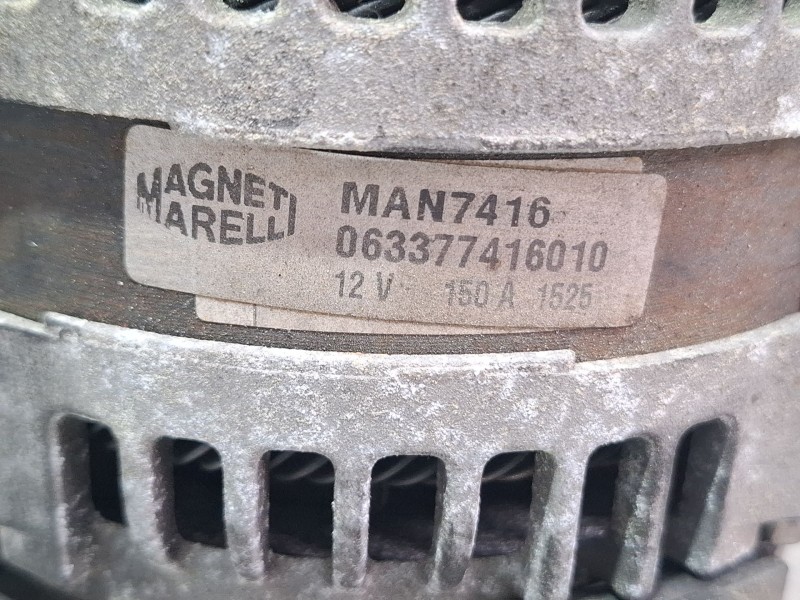 MAGNETI
MARELLI
MAN7416
063377416010
12 V 150 A 1525